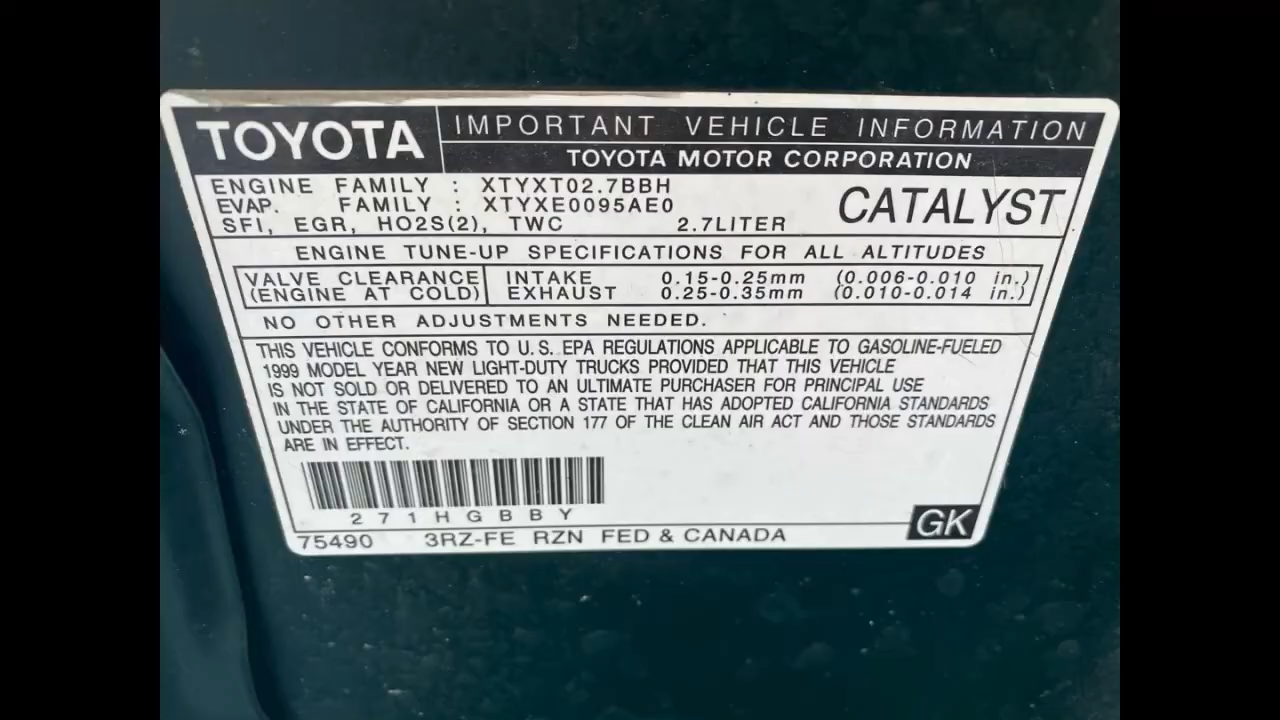 TOYOTA IMPORTANT VEHICLE INFORMATION
TOYOTA MOTOR CORPORATION
ENGINE FAMILY : XTYXT02.7BBH
EVAP. FAMILY : XTYXE0095AE0
CATALYST
SFI, EGR, HO2S(2), TWC 2.7LITER
ENGINE TUNE-UP SPECIFICATIONS FOR ALL ALTITUDES
VALVE CLEARANCE INTAKE 0.15-0.25mm (0.006-0.010 in.)
(ENGINE AT COLD) EXHAUST 0.25-0.35mm (0.010-0.014 in.)
NO OTHER ADJUSTMENTS NEEDED.
THIS VEHICLE CONFORMS TO U.S. EPA REGULATIONS APPLICABLE TO GASOLINE-FUELED
1999 MODEL YEAR NEW LIGHT-DUTY TRUCKS PROVIDED THAT THIS VEHICLE
IS NOT SOLD OR DELIVERED TO AN ULTIMATE PURCHASER FOR PRINCIPAL USE
IN THE STATE OF CALIFORNIA OR A STATE THAT HAS ADOPTED CALIFORNIA STANDARDS
UNDER THE AUTHORITY OF SECTION 177 OF THE CLEAN AIR ACT AND THOSE STANDARDS
ARE IN EFFECT.
271HGBBY
75490 3RZ-FE RZN FED & CANADA GK